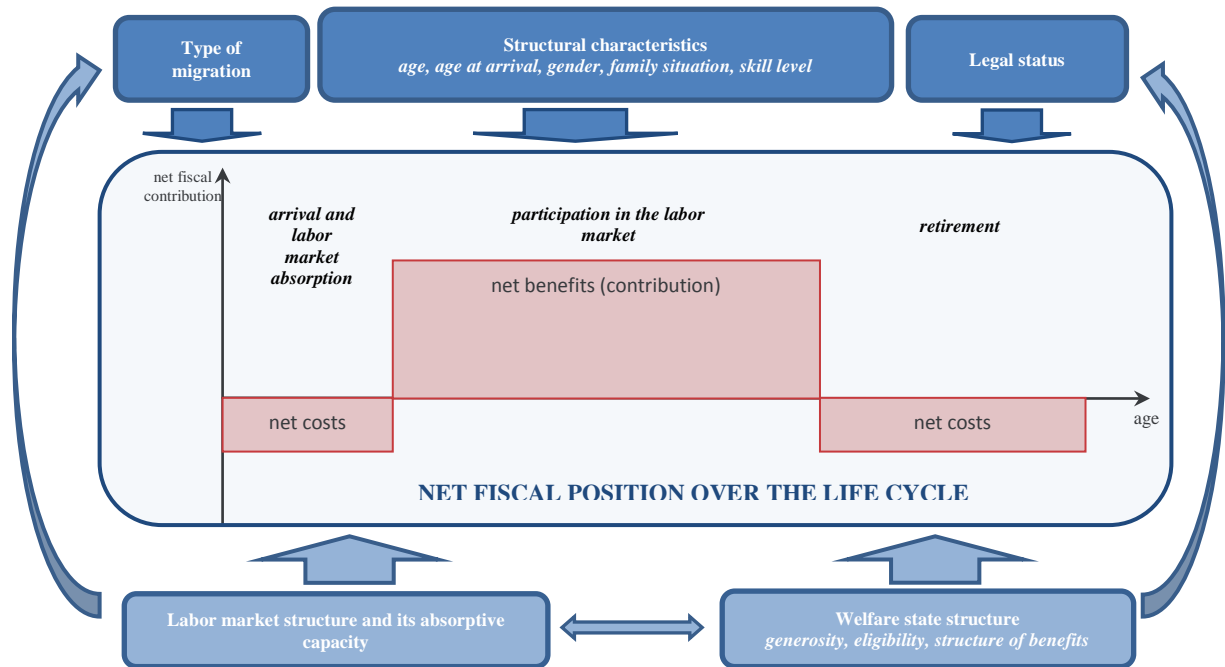 Type of
migration
Structural characteristics
age, age at arrival, gender, family situation, skill level
Legal status
net fiscal
contribution
arrival and
labor
market
absorption
participation in the labor
market
retirement
net benefits (contribution)
net costs
net costs
age
NET FISCAL POSITION OVER THE LIFE CYCLE
Labor market structure and its absorptive
capacity
Welfare state structure
generosity, eligibility, structure of benefits